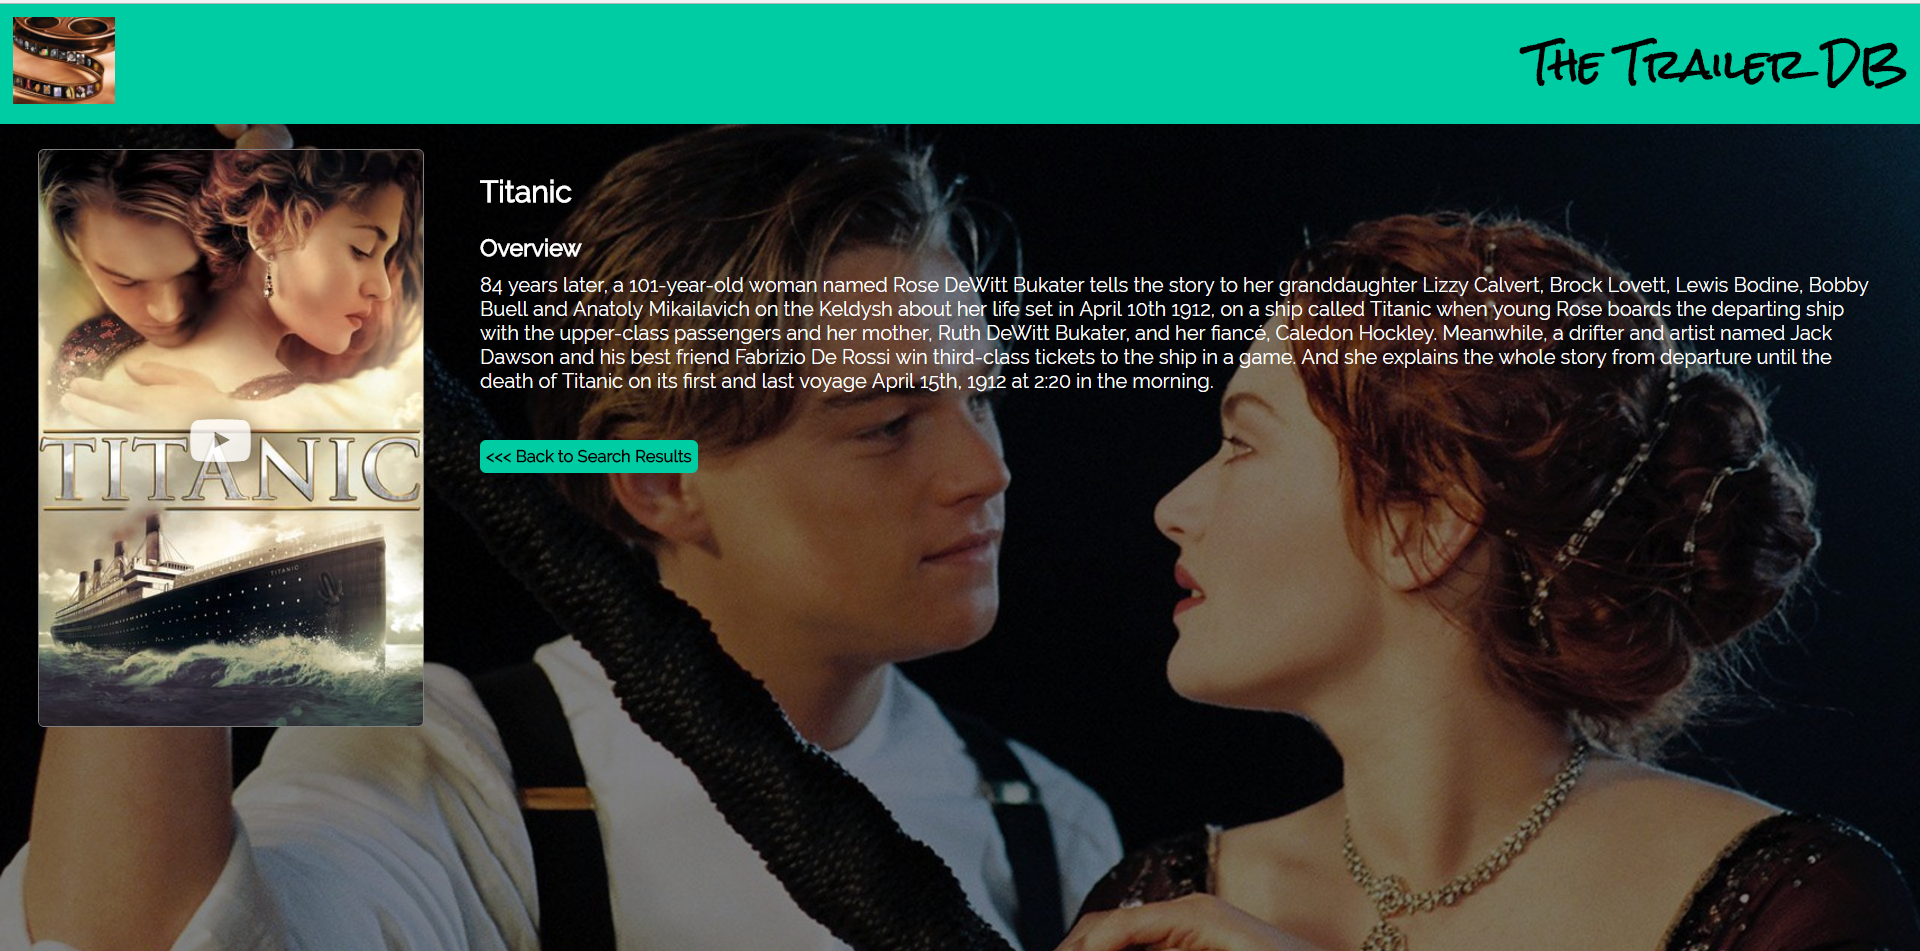 The Trailer DB
Titanic
Overview
84 years later, a 101-year-old woman named Rose DeWitt Bukater tells the story to her granddaughter Lizzy Calvert, Brock Lovett, Lewis Bodine, Bobby
Buell and Anatoly Mikailavich on the Keldysh about her life set in April 10th 1912, on a ship called Titanic when young Rose boards the departing ship
with the upper-class passengers and her mother, Ruth DeWitt Bukater, and her fiancé, Caledon Hockley. Meanwhile, a drifter and artist named Jack
Dawson and his best friend Fabrizio De Rossi win third-class tickets to the ship in a game. And she explains the whole story from departure until the
death of Titanic on its first and last voyage April 15th, 1912 at 2:20 in the morning.
<<< Back to Search Results
TITANIC
TITANIC